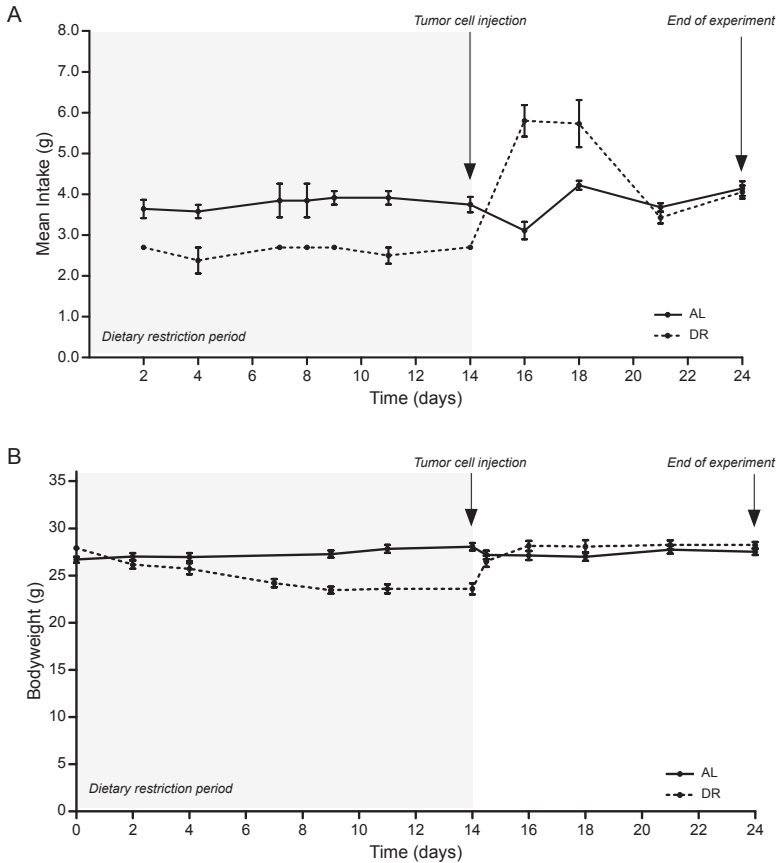 A
Tumor cell injection
End of experiment
8.0
7.0
6.0
5.0
4.0
3.0
2.0
1.0
0.0
Mean Intake (g)
AL
DR
Dietary restriction period
2 4 6 8 10 12 14 16 18 20 22 24
Time (days)
B
Tumor cell injection
End of experiment
35
30
25
20
15
10
5
0
Bodyweight (g)
AL
DR
Dietary restriction period
0 2 4 6 8 10 12 14 16 18 20 22 24
Time (days)